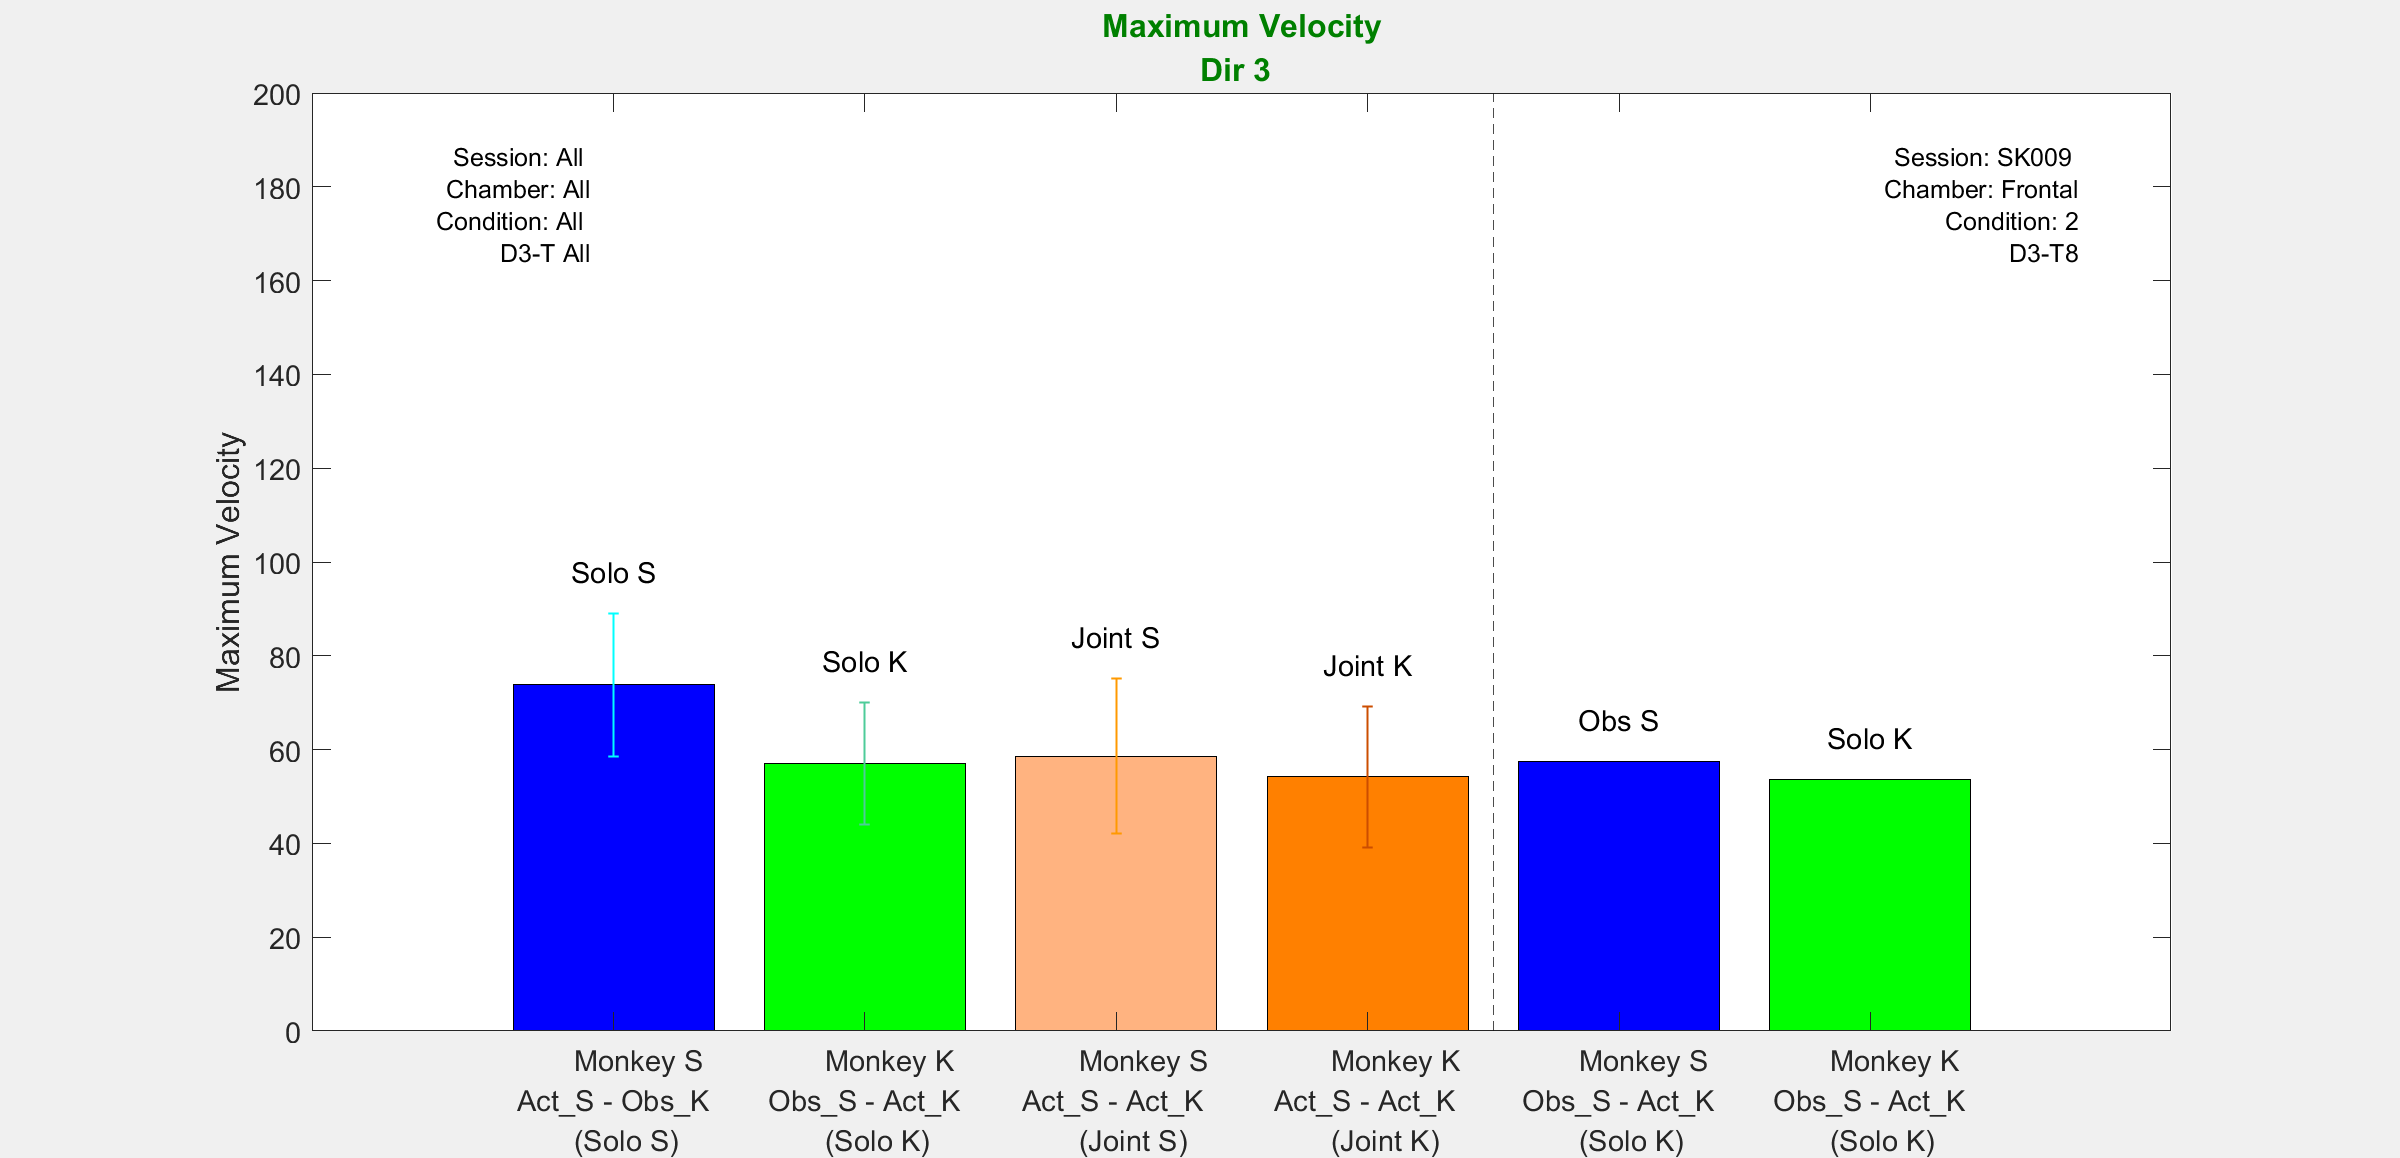 Maximum Velocity
Dir 3
Session: All
Chamber: All
Condition: All
D3-T All
Session: SK009
Chamber: Frontal
Condition: 2
D3-T8
Maximum Velocity
200
180
160
140
120
100
80
60
40
20
0
Solo S
Solo K
Joint S
Joint K
Obs S
Solo K
Monkey S
Act_S - Obs_K
(Solo S)
Monkey K
Obs_S - Act_K
(Solo K)
Monkey S
Act_S - Act_K
(Joint S)
Monkey K
Act_S - Act_K
(Joint K)
Monkey S
Obs_S - Act_K
(Solo K)
Monkey K
Obs_S - Act_K
(Solo K)